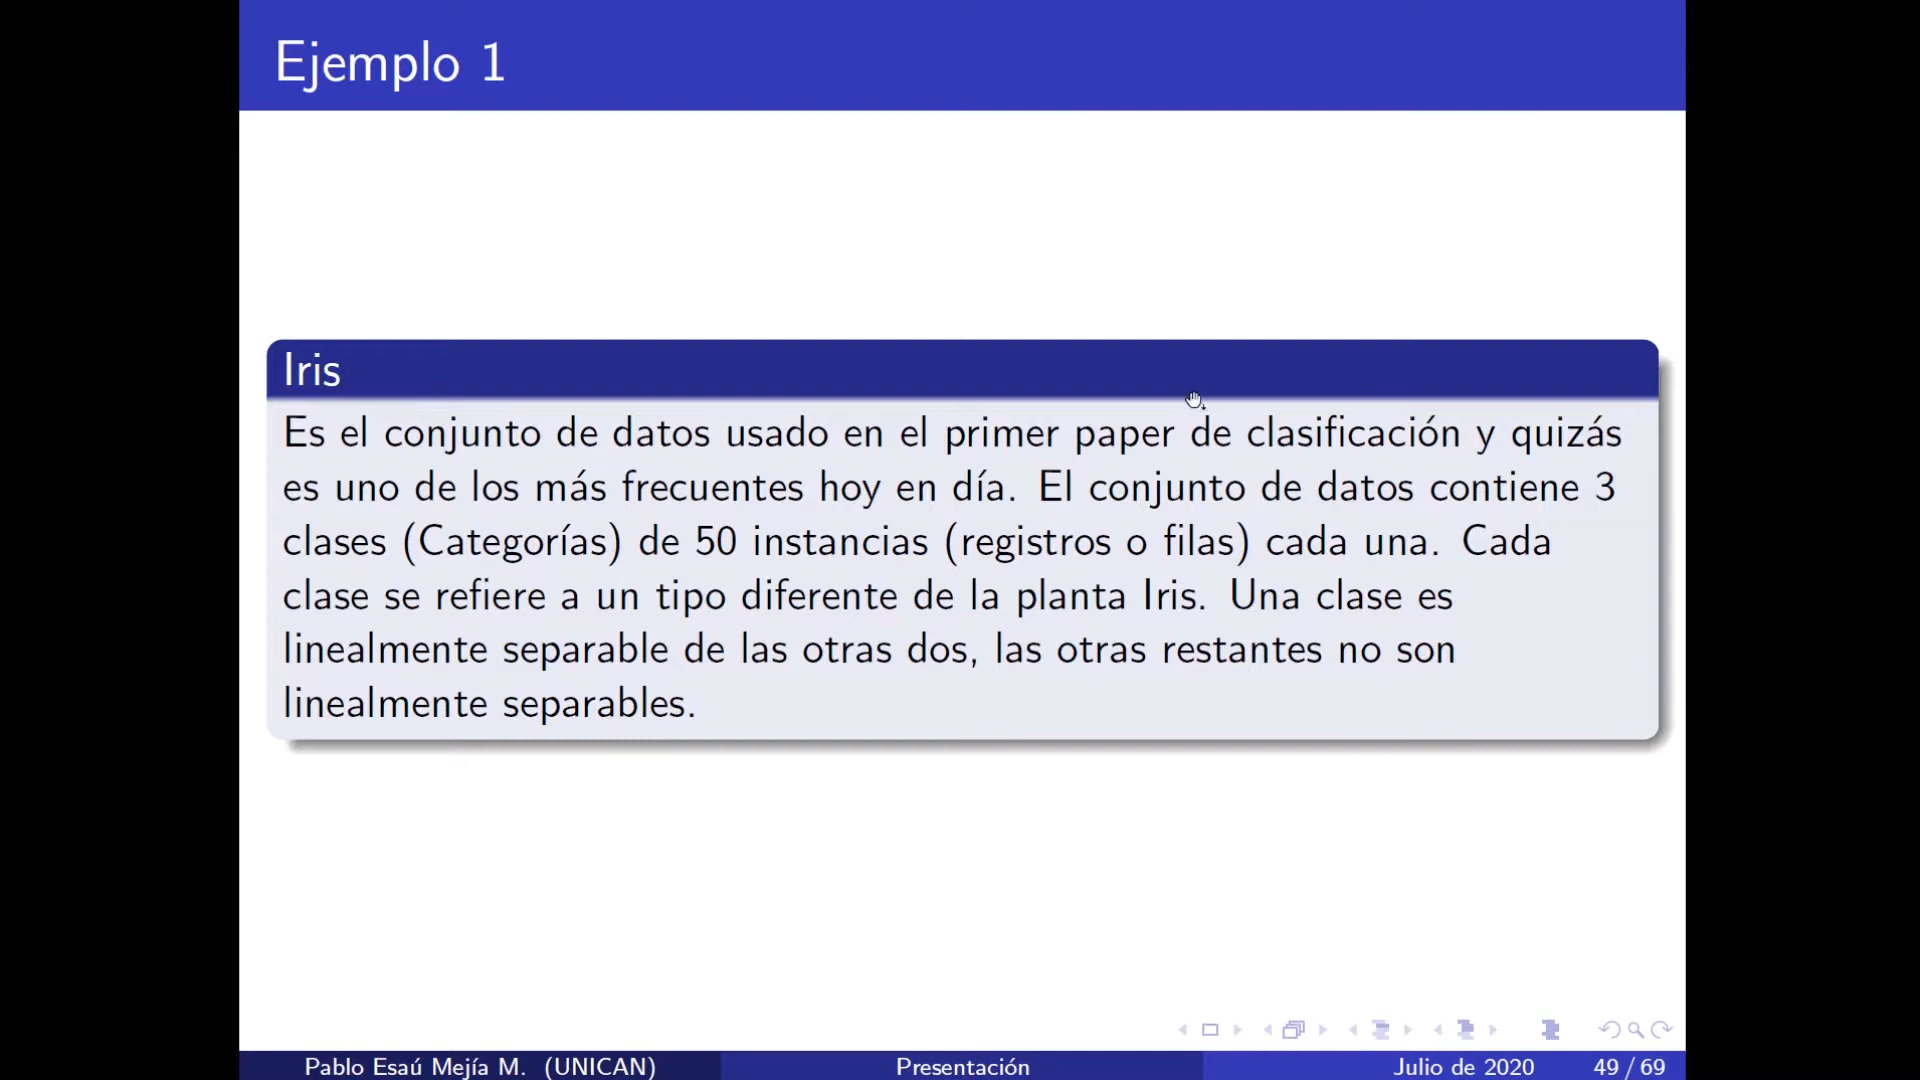 Ejemplo 1
Iris
Es el conjunto de datos usado en el primer paper de clasificación y quizás
es uno de los más frecuentes hoy en día. El conjunto de datos contiene 3
clases (Categorías) de 50 instancias (registros o filas) cada una. Cada
clase se refiere a un tipo diferente de la planta Iris. Una clase es
linealmente separable de las otras dos, las otras restantes no son
linealmente separables.
Pablo Esaú Mejía M. (UNICAN) Presentación Julio de 2020 49 / 69